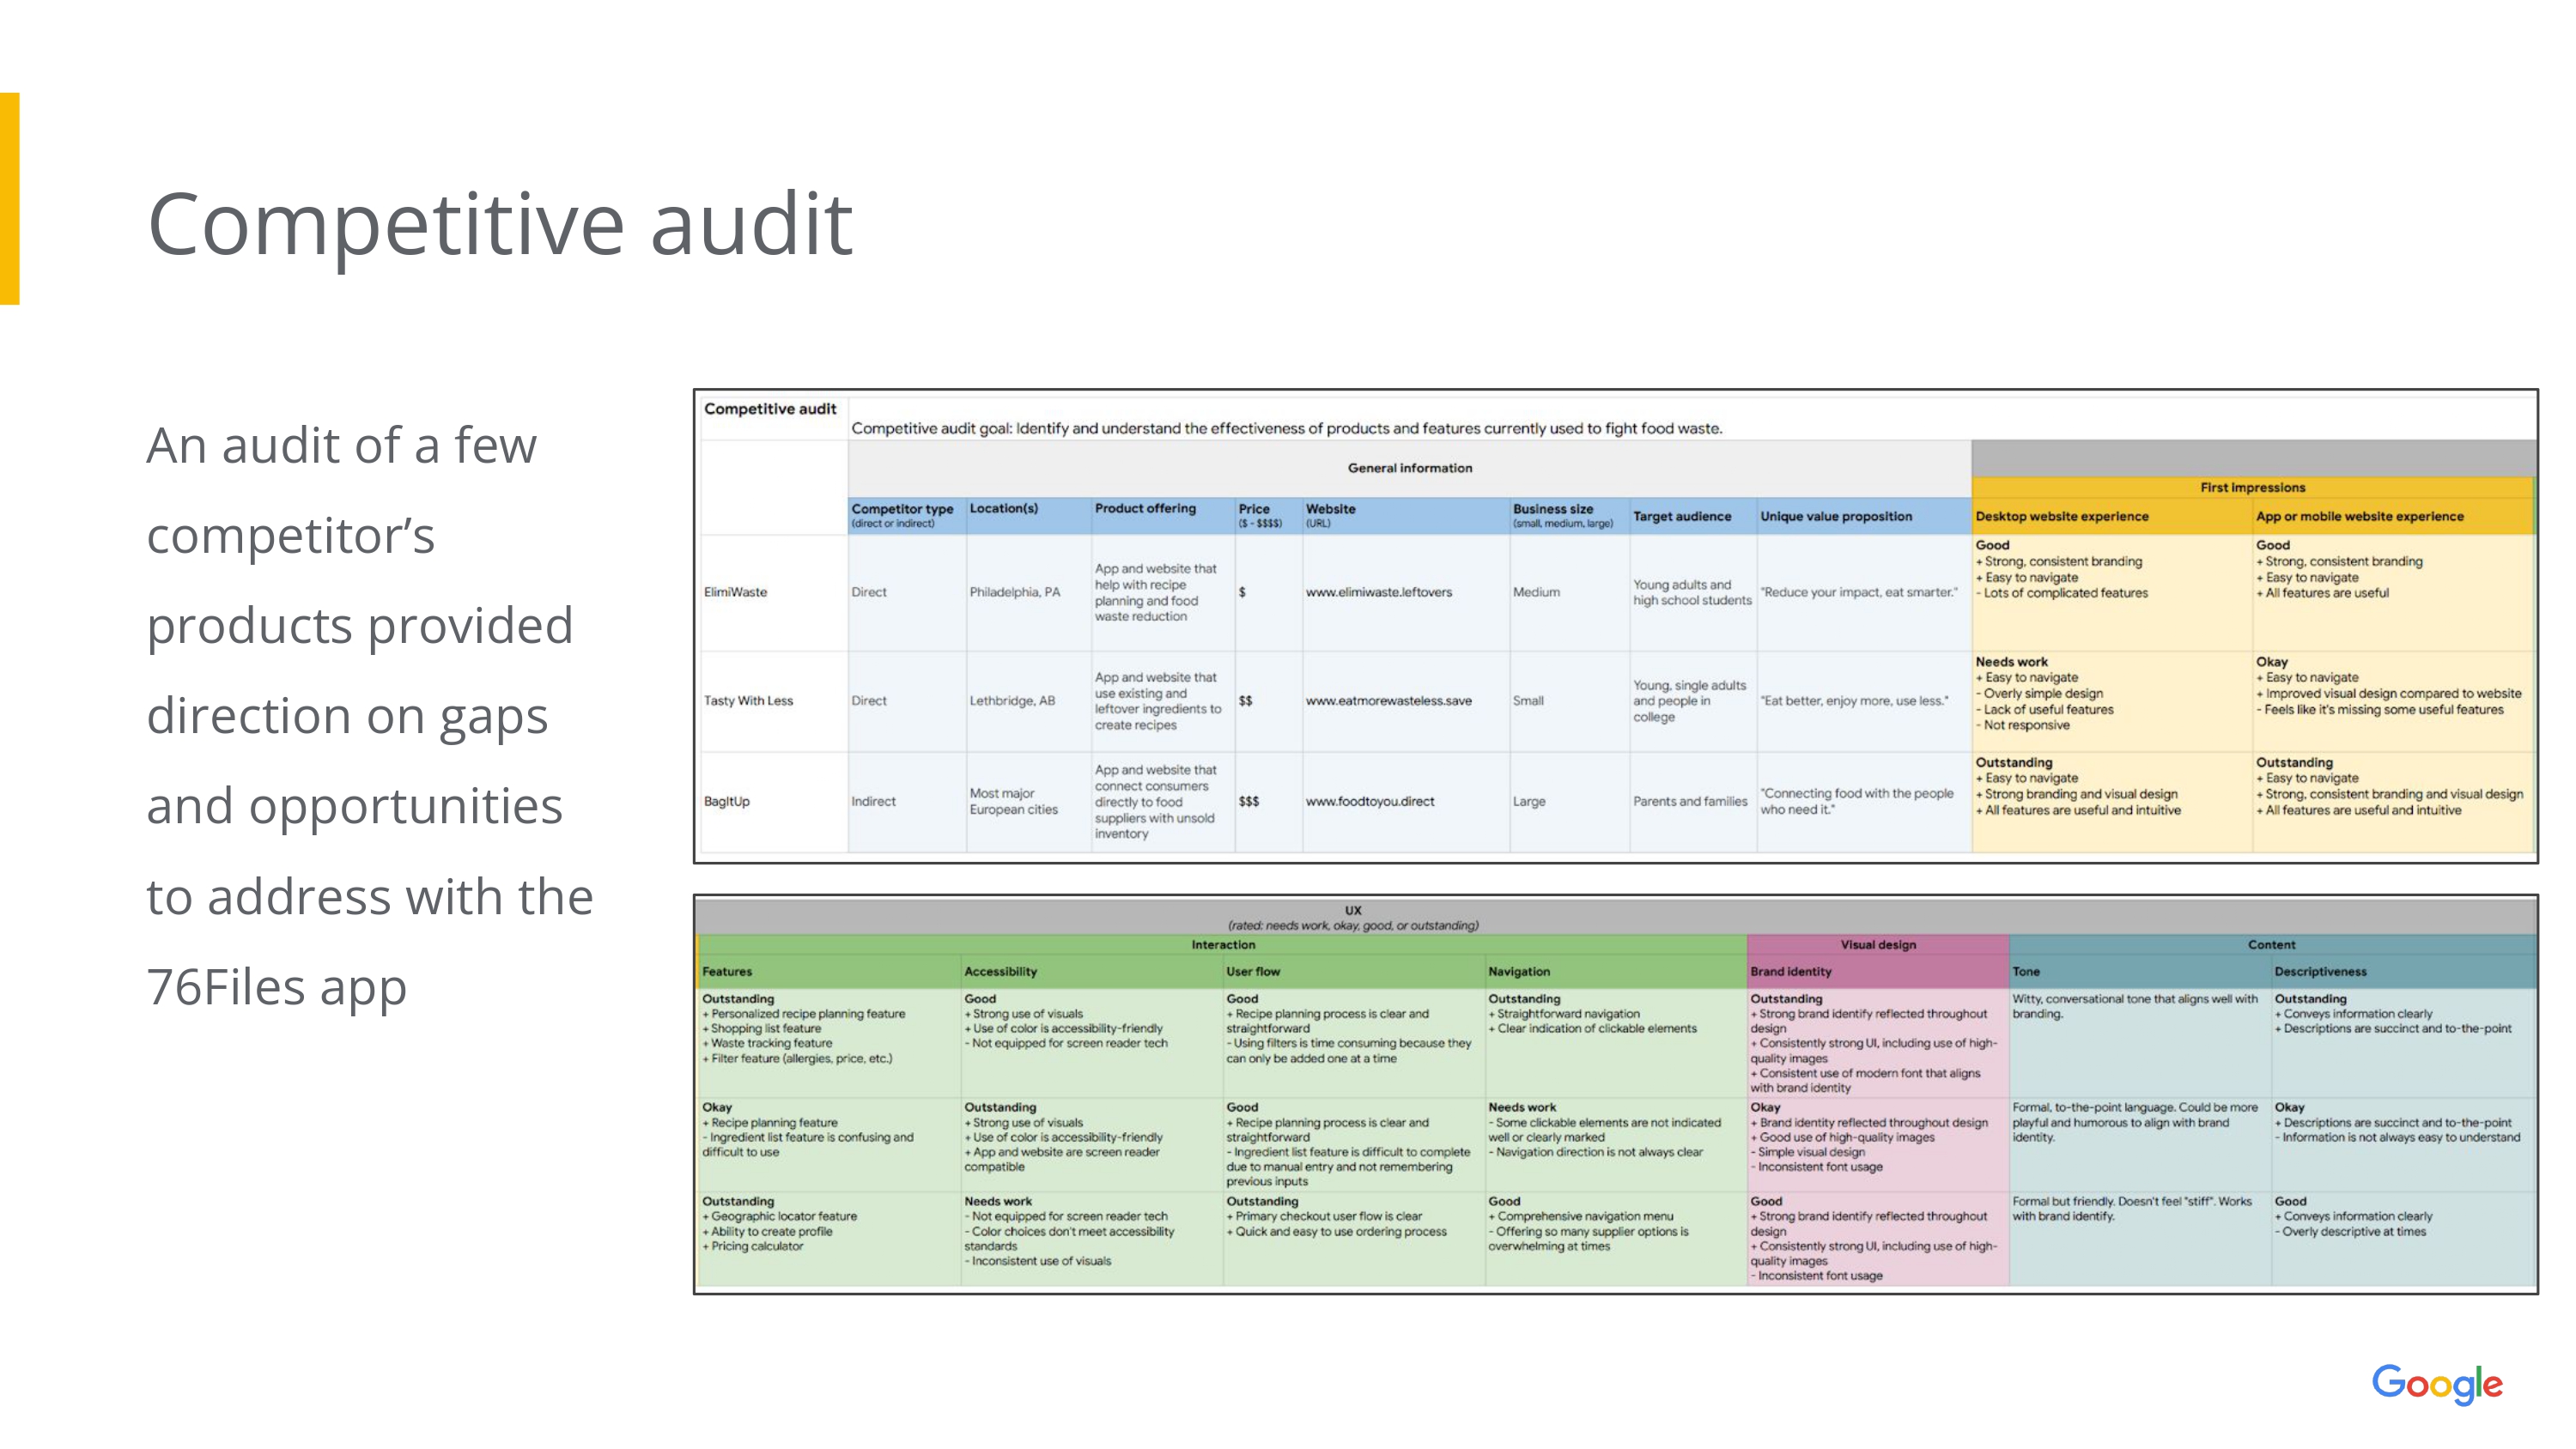 Competitive audit
An audit of a few
competitor’s
products provided
direction on gaps
and opportunities
to address with the
76Files app
Competitive audit
Competitive audit goal: Identify and understand the effectiveness of products and features currently used to fight food waste.
General information
First impressions
Competitor type
(direct or indirect)
Location(s)
Product offering
Price
($ - $$$$)
Website
(URL)
Business size
(small, medium, large)
Target audience
Unique value proposition
Desktop website experience
App or mobile website experience
ElimiWaste
Direct
Philadelphia, PA
App and website that
help with recipe
planning and food
waste reduction
$
www.elimiwaste.leftovers
Medium
Young adults and
high school students
"Reduce your impact, eat smarter."
Good
+ Strong, consistent branding
+ Easy to navigate
- Lots of complicated features
Good
+ Strong, consistent branding
+ Easy to navigate
+ All features are useful
Tasty With Less
Direct
Lethbridge, AB
App and website that
use existing and
leftover ingredients to
create recipes
$$
www.eatmorewasteless.save
Small
Young, single adults
and people in
college
"Eat better, enjoy more, use less."
Needs work
+ Easy to navigate
- Overly simple design
- Lack of useful features
- Not responsive
Okay
+ Easy to navigate
+ Improved visual design compared to website
- Feels like it's missing some useful features
BagItUp
Indirect
Most major
European cities
App and website that
connect consumers
directly to food
suppliers with unsold
inventory
$$$
www.foodtoyou.direct
Large
Parents and families
"Connecting food with the people
who need it."
Outstanding
+ Easy to navigate
+ Strong branding and visual design
+ All features are useful and intuitive
Outstanding
+ Easy to navigate
+ Strong, consistent branding and visual design
+ All features are useful and intuitive
UX
(rated: needs work, okay, good, or outstanding)
Interaction
Visual design
Content
Features
Accessibility
User flow
Navigation
Brand identity
Tone
Descriptiveness
Outstanding
+ Personalized recipe planning feature
+ Shopping list feature
+ Waste tracking feature
+ Filter feature (allergies, price, etc.)
Good
+ Strong use of visuals
+ Use of color is accessibility-friendly
- Not equipped for screen reader tech
Good
+ Recipe planning process is clear and
straightforward
- Using filters is time consuming because they
can only be added one at a time
Outstanding
+ Straightforward navigation
+ Clear indication of clickable elements
Outstanding
+ Strong brand identify reflected throughout
design
+ Consistently strong UI, including use of high-
quality images
+ Consistent use of modern font that aligns
with brand identity
Witty, conversational tone that aligns well with
branding.
Outstanding
+ Conveys information clearly
+ Descriptions are succinct and to-the-point
Okay
+ Recipe planning feature
- Ingredient list feature is confusing and
difficult to use
Outstanding
+ Strong use of visuals
+ Use of color is accessibility-friendly
+ App and website are screen reader
compatible
Good
+ Recipe planning process is clear and
straightforward
- Ingredient list feature is difficult to complete
due to manual entry and not remembering
previous inputs
Needs work
- Some clickable elements are not indicated
well or clearly marked
- Navigation direction is not always clear
Okay
+ Brand identity reflected throughout design
+ Good use of high-quality images
- Simple visual design
- Inconsistent font usage
Formal, to-the-point language. Could be more
playful and humorous to align with brand
identity.
Okay
+ Descriptions are succinct and to-the-point
- Information is not always easy to understand
Outstanding
+ Geographic locator feature
+ Ability to create profile
+ Pricing calculator
Needs work
- Not equipped for screen reader tech
- Color choices don't meet accessibility
standards
- Inconsistent use of visuals
Outstanding
+ Primary checkout user flow is clear
+ Quick and easy to use ordering process
Good
+ Comprehensive navigation menu
- Offering so many supplier options is
overwhelming at times
Good
+ Strong brand identify reflected throughout
design
+ Consistently strong UI, including use of high-
quality images
- Inconsistent font usage
Formal but friendly. Doesn't feel "stiff". Works
with brand identify.
Good
+ Conveys information clearly
- Overly descriptive at times
Google